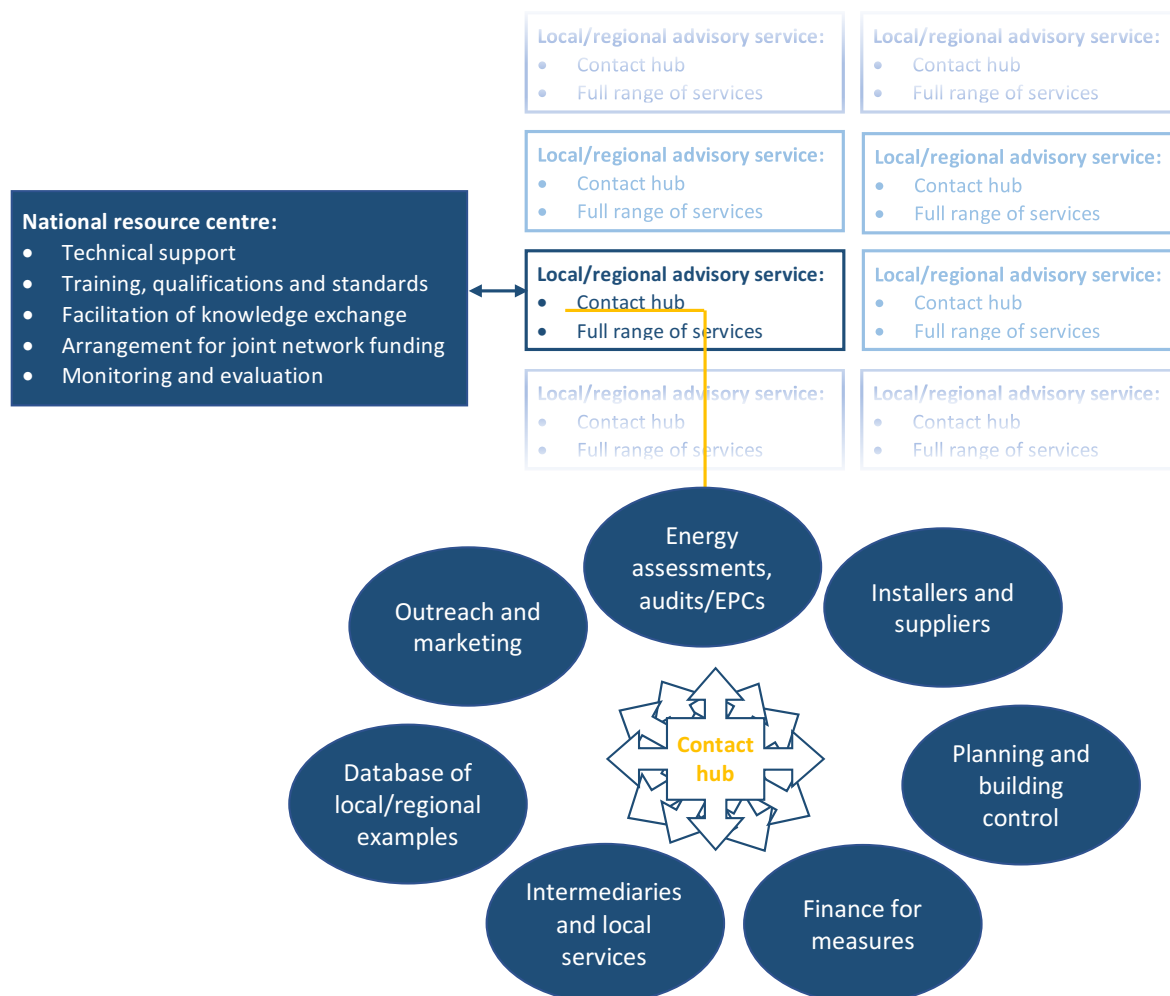 Local/regional advisory service:
• Contact hub
• Full range of services
Local/regional advisory service:
• Contact hub
• Full range of services
Local/regional advisory service:
• Contact hub
• Full range of services
Local/regional advisory service:
• Contact hub
• Full range of services
National resource centre:
• Technical support
• Training, qualifications and standards
• Facilitation of knowledge exchange
• Arrangement for joint network funding
• Monitoring and evaluation
Local/regional advisory service:
• Contact hub
• Full range of services
Local/regional advisory service:
• Contact hub
• Full range of services
Local/regional advisory service:
• Contact hub
• Full range of services
Local/regional advisory service:
• Contact hub
• Full range of services
Energy
assessments,
audits/EPCs
Outreach and
marketing
Installers and
suppliers
Contact
hub
Database of
local/regional
examples
Planning and
building
control
Intermediaries
and local
services
Finance for
measures